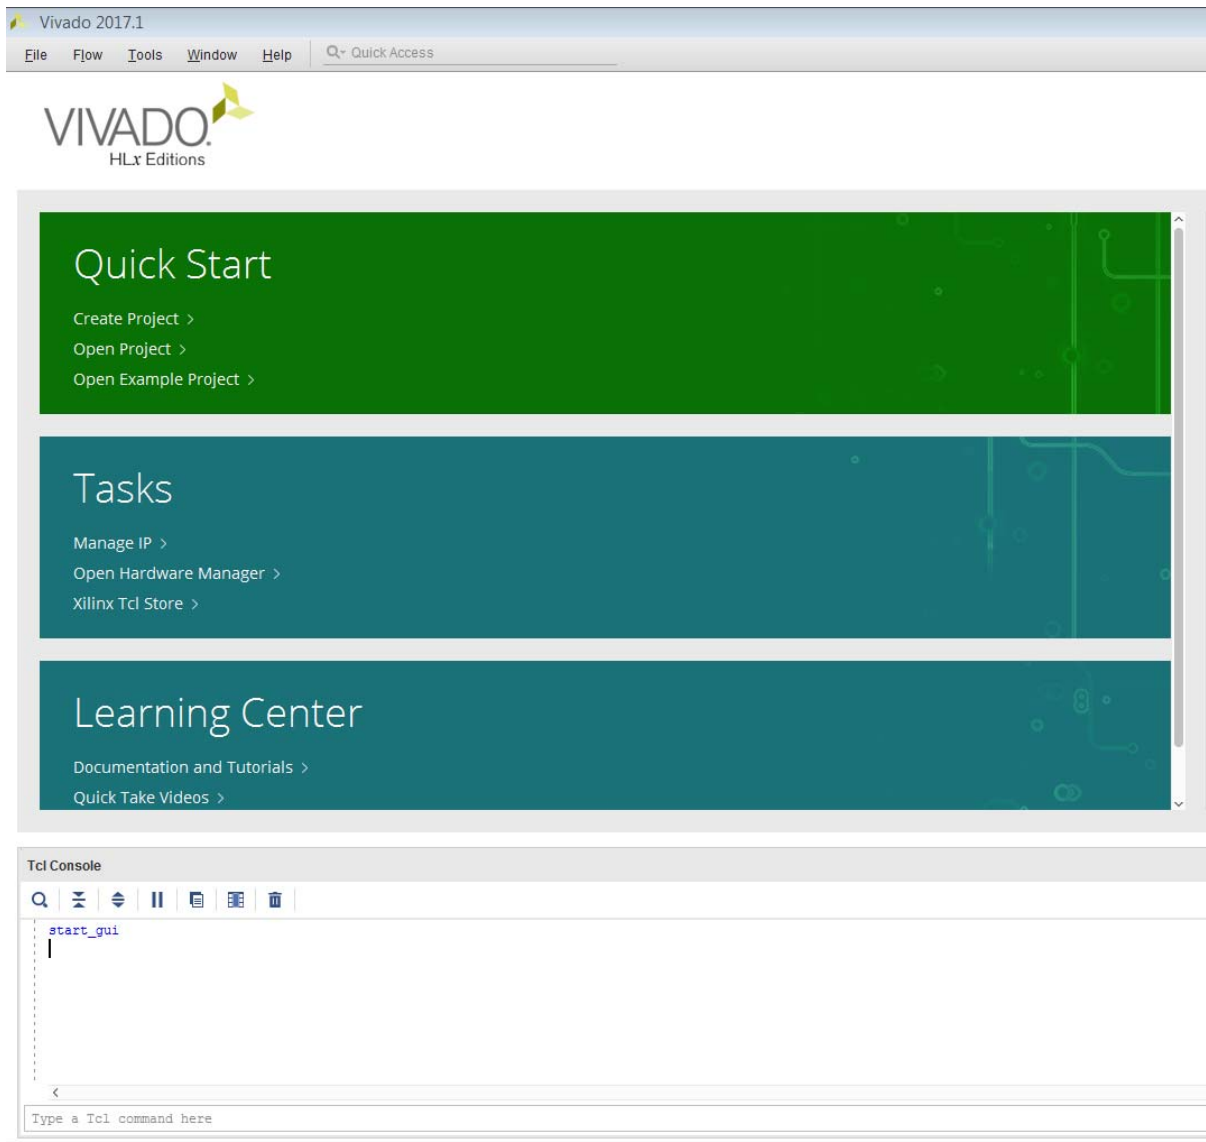 Vivado 2017.1
File Flow Tools Window Help Quick Access
VIVADO.
HLx Editions
Quick Start
Create Project >
Open Project >
Open Example Project >
Tasks
Manage IP >
Open Hardware Manager >
Xilinx Tcl Store >
Learning Center
Documentation and Tutorials >
Quick Take Videos >
Tcl Console
start_gui
Type a Tcl command here